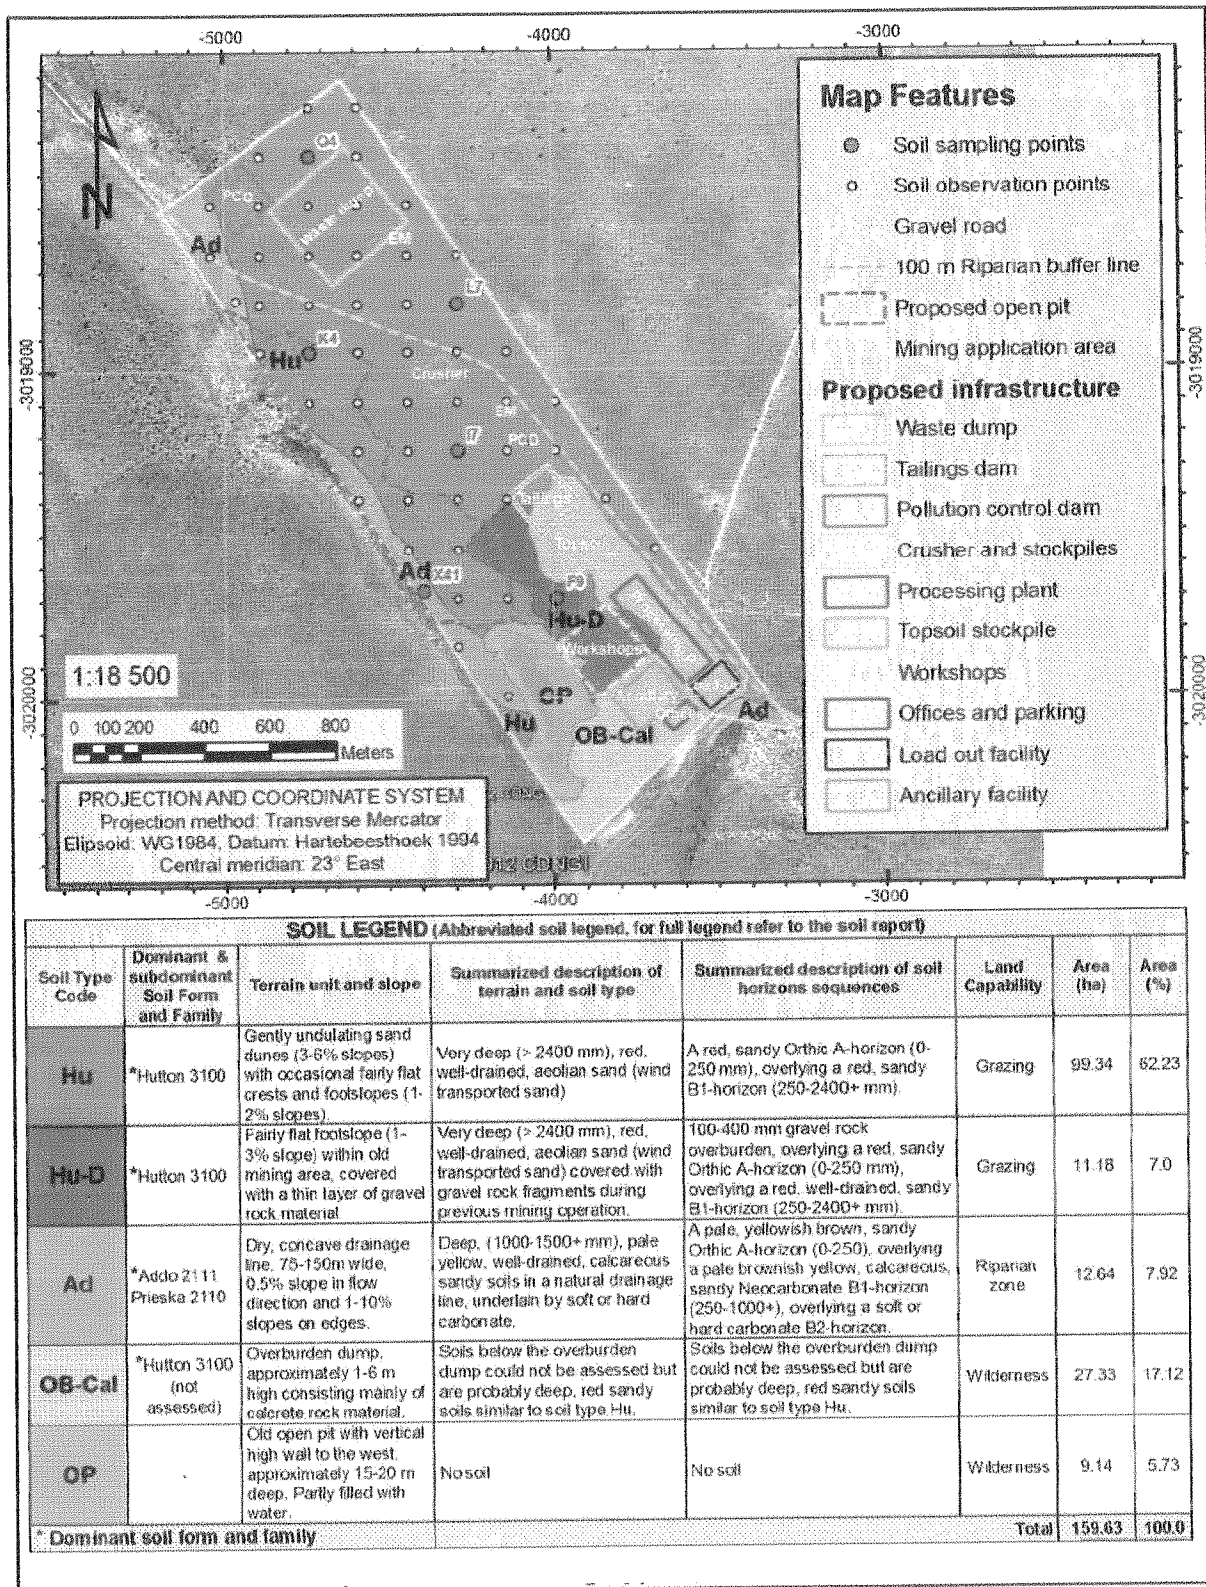 -5000 -4000 -3000
Map Features
Soil sampling points
Soil observation points
Gravel road
100 m Riparian buffer line
Proposed open pit
Mining application area
Proposed infrastructure
Waste dump
Tailings dam
Pollution control dam
Crusher and stockpiles
Processing plant
Topsoil stockpile
Workshops
Offices and parking
Load out facility
Ancillary facility
N
O4
PCD
Waste dump
Ad
EM
L7
K4
Hu
Crusher
EM
I7
PCD
Tailings
Topsoil
Ad
X41
F9
Hu-D
Workshops
OP
Hu
OB-Cal
Ad
-3019000
-3019000
-3020000
-3020000
1:18 500
0 100 200 400 600 800
Meters
PROJECTION AND COORDINATE SYSTEM
Projection method: Transverse Mercator
Elipsoid: WG1984, Datum: Hartebeesthoek 1994
Central meridian: 23° East
-5000 -4000 -3000
SOIL LEGEND (Abbreviated soil legend, for full legend refer to the soil report)
Soil Type Code
Dominant & subdominant Soil Form and Family
Terrain unit and slope
Summarized description of terrain and soil type
Summarized description of soil horizons sequences
Land Capability
Area (ha)
Area (%)
Hu
*Hutton 3100
Gently undulating sand
dunes (3-6% slopes)
with occasional fairly flat
crests and footslopes (1-
2% slopes).
Very deep (> 2400 mm), red,
well-drained, aeolian sand (wind
transported sand)
A red, sandy Orthic A-horizon (0-
250 mm), overlying a red, sandy
B1-horizon (250-2400+ mm).
Grazing
99.34
62.23
Hu-D
*Hutton 3100
Fairly flat footslope (1-
3% slope) within old
mining area, covered
with a thin layer of gravel
rock material
Very deep (> 2400 mm), red,
well-drained, aeolian sand (wind
transported sand) covered with
gravel rock fragments during
previous mining operation.
100-400 mm gravel rock
overburden, overlying a red, sandy
Orthic A-horizon (0-250 mm),
overlying a red, well-drained, sandy
B1-horizon (250-2400+ mm).
Grazing
11.18
7.0
Ad
*Addo 2111
Prieska 2110
Dry, concave drainage
line, 75-150m wide,
0.5% slope in flow
direction and 1-10%
slopes on edges.
Deep, (1000-1500+ mm), pale
yellow, well-drained, calcareous
sandy soils in a natural drainage
line, underlain by soft or hard
carbonate.
A pale, yellowish brown, sandy
Orthic A-horizon (0-250), overlying
a pale brownish yellow, calcareous,
sandy Neocarbonate B1-horizon
(250-1000+), overlying a soft or
hard carbonate B2-horizon.
Riparian
zone
12.64
7.92
OB-Cal
*Hutton 3100
(not
assessed)
Overburden dump,
approximately 1-6 m
high consisting mainly of
calcrete rock material.
Soils below the overburden
dump could not be assessed but
are probably deep, red sandy
soils similar to soil type Hu.
Soils below the overburden dump
could not be assessed but are
probably deep, red sandy soils
similar to soil type Hu.
Wilderness
27.33
17.12
OP
-
Old open pit with vertical
high wall to the west,
approximately 15-20 m
deep. Partly filled with
water.
No soil
No soil
Wilderness
9.14
5.73
* Dominant soil form and family
Total 159.63 100.0